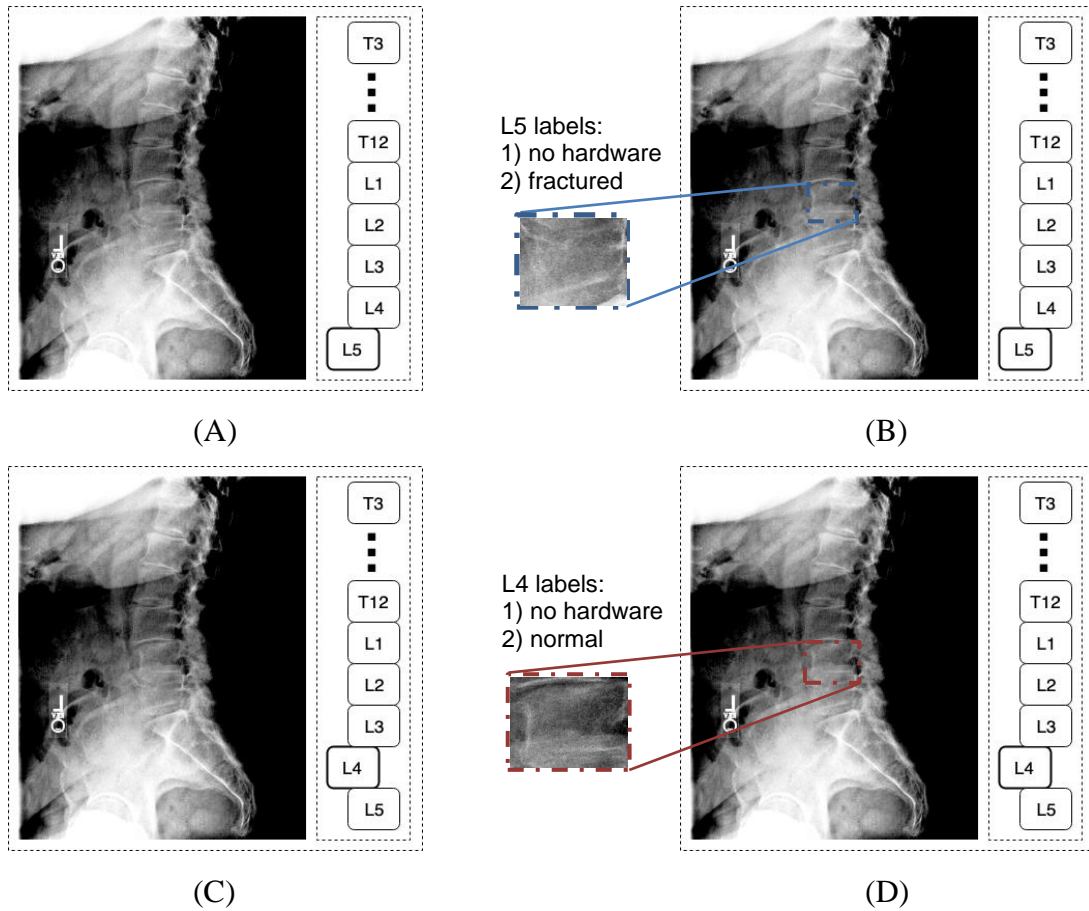 T3
T12
L1
L2
L3
L4
L5
(A)
L5 labels:
1) no hardware
2) fractured
T3
T12
L1
L2
L3
L4
L5
(B)
T3
T12
L1
L2
L3
L4
L5
(C)
L4 labels:
1) no hardware
2) normal
T3
T12
L1
L2
L3
L4
L5
(D)